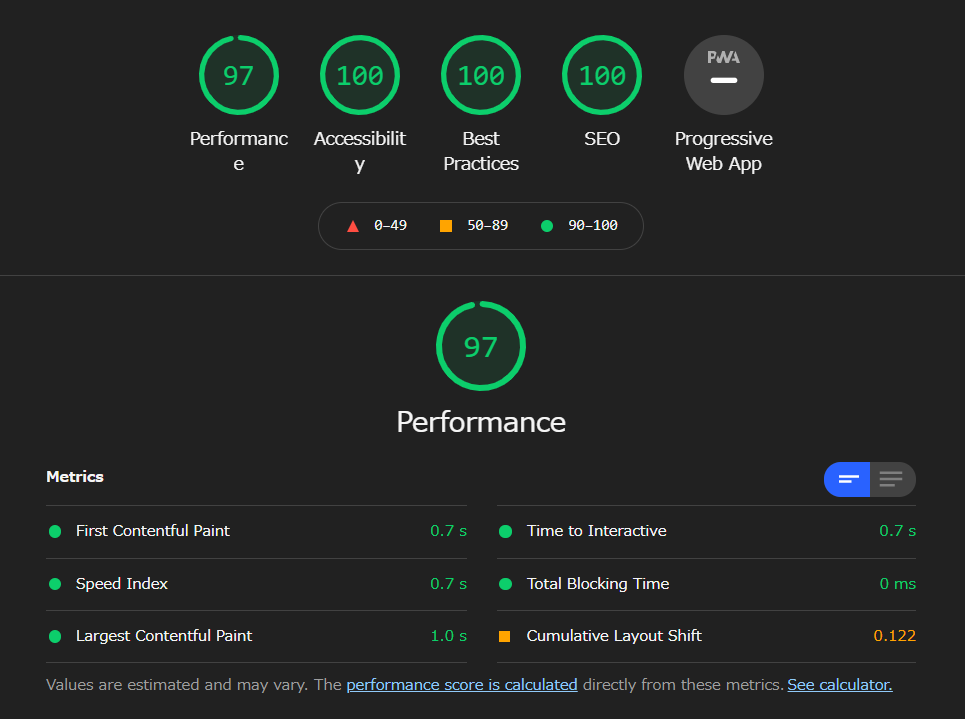 97 100 100 100 PWA
Performanc Accessibilit Best SEO Progressive
e y Practices Web App
0–49 50–89 90–100
97
Performance
Metrics
First Contentful Paint 0.7 s
Time to Interactive 0.7 s
Speed Index 0.7 s
Total Blocking Time 0 ms
Largest Contentful Paint 1.0 s
Cumulative Layout Shift 0.122
Values are estimated and may vary. The performance score is calculated directly from these metrics. See calculator.